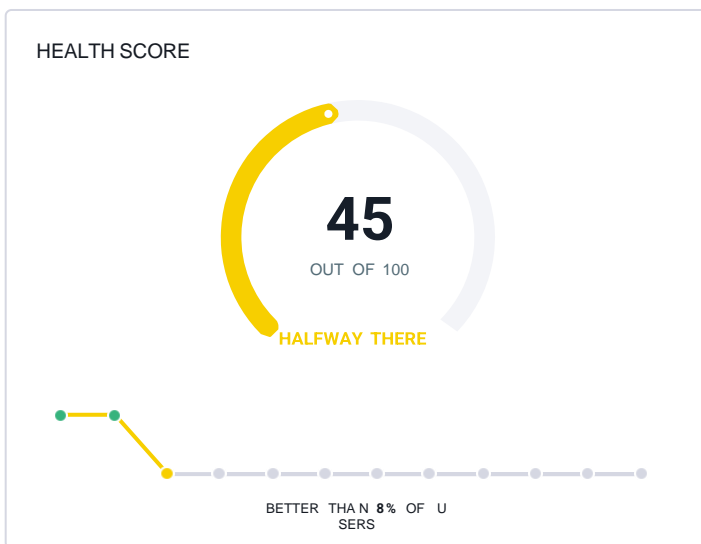 HEALTH SCORE
45
OUT OF 100
HALFWAY THERE
BETTER THA N 8% OF U
SERS